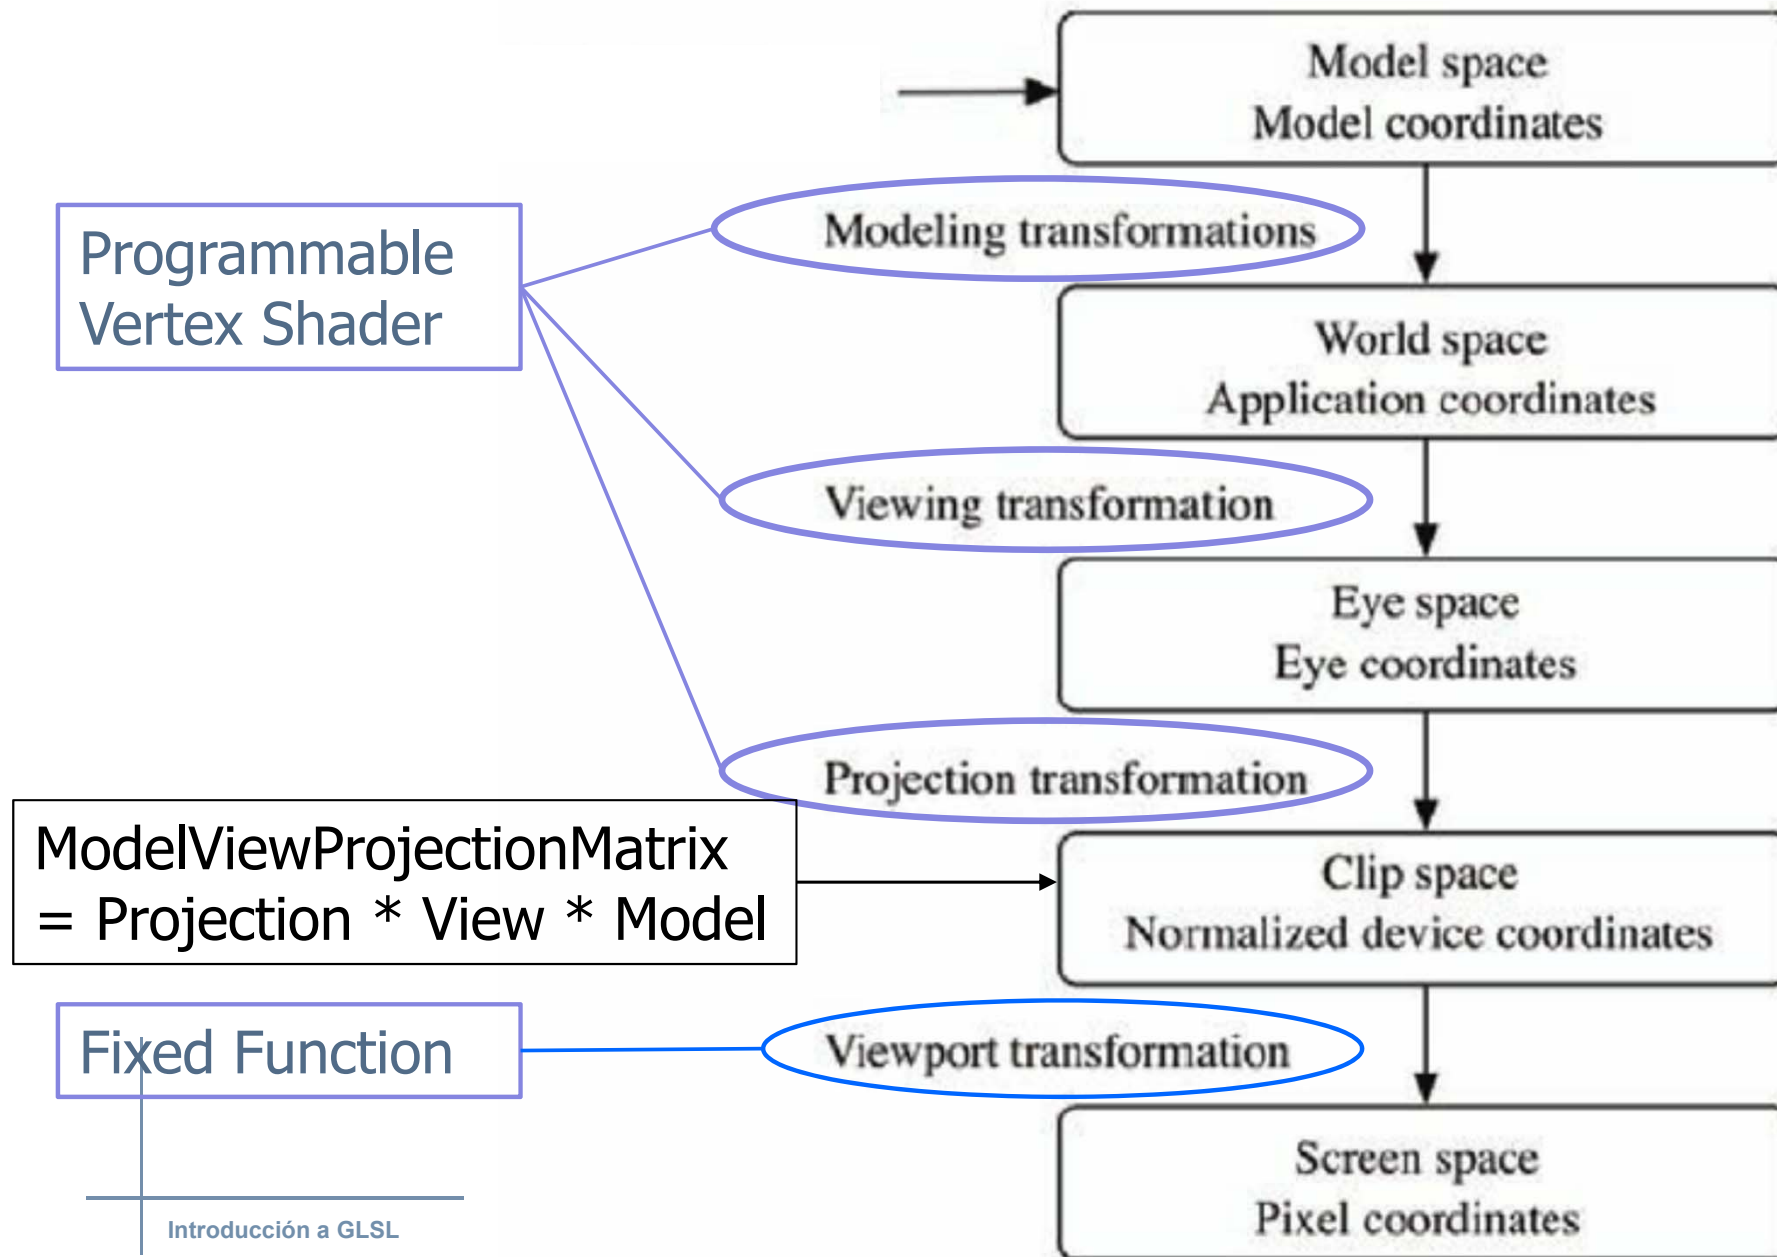 Model space
Model coordinates
Programmable
Vertex Shader
Modeling transformations
World space
Application coordinates
Viewing transformation
Eye space
Eye coordinates
Projection transformation
ModelViewProjectionMatrix
= Projection * View * Model
Clip space
Normalized device coordinates
Fixed Function
Viewport transformation
Screen space
Pixel coordinates
Introducción a GLSL